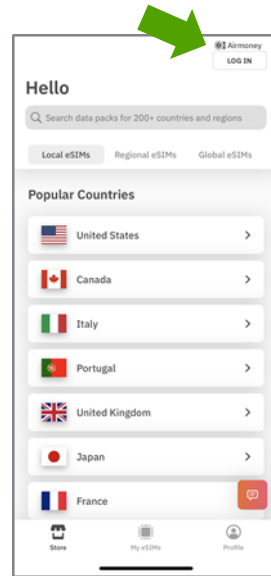 Airmoney
LOG IN
Hello
Search data packs for 200+ countries and regions
Local eSIMs Regional eSIMs Global eSIMs
Popular Countries
United States
Canada
Italy
Portugal
United Kingdom
Japan
France
Store My eSIMs Profile